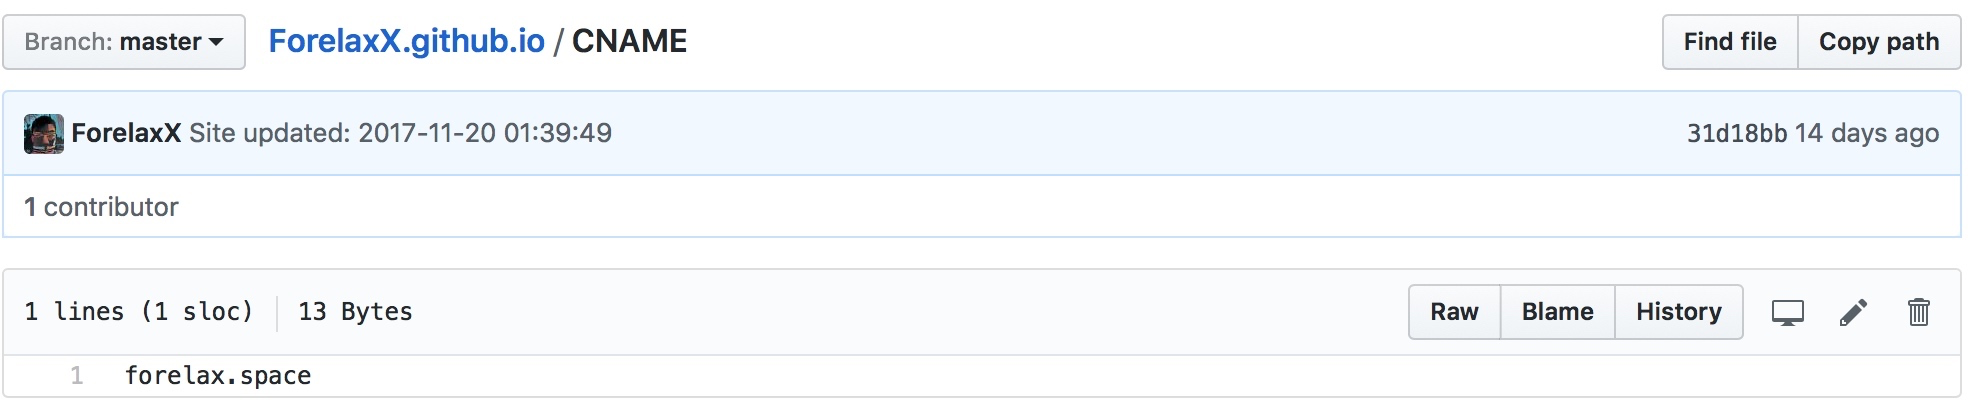 Branch: master ForelaxX.github.io / CNAME Find file Copy path
ForelaxX Site updated: 2017-11-20 01:39:49 31d18bb 14 days ago
1 contributor
1 lines (1 sloc) 13 Bytes Raw Blame History
1 forelax.space